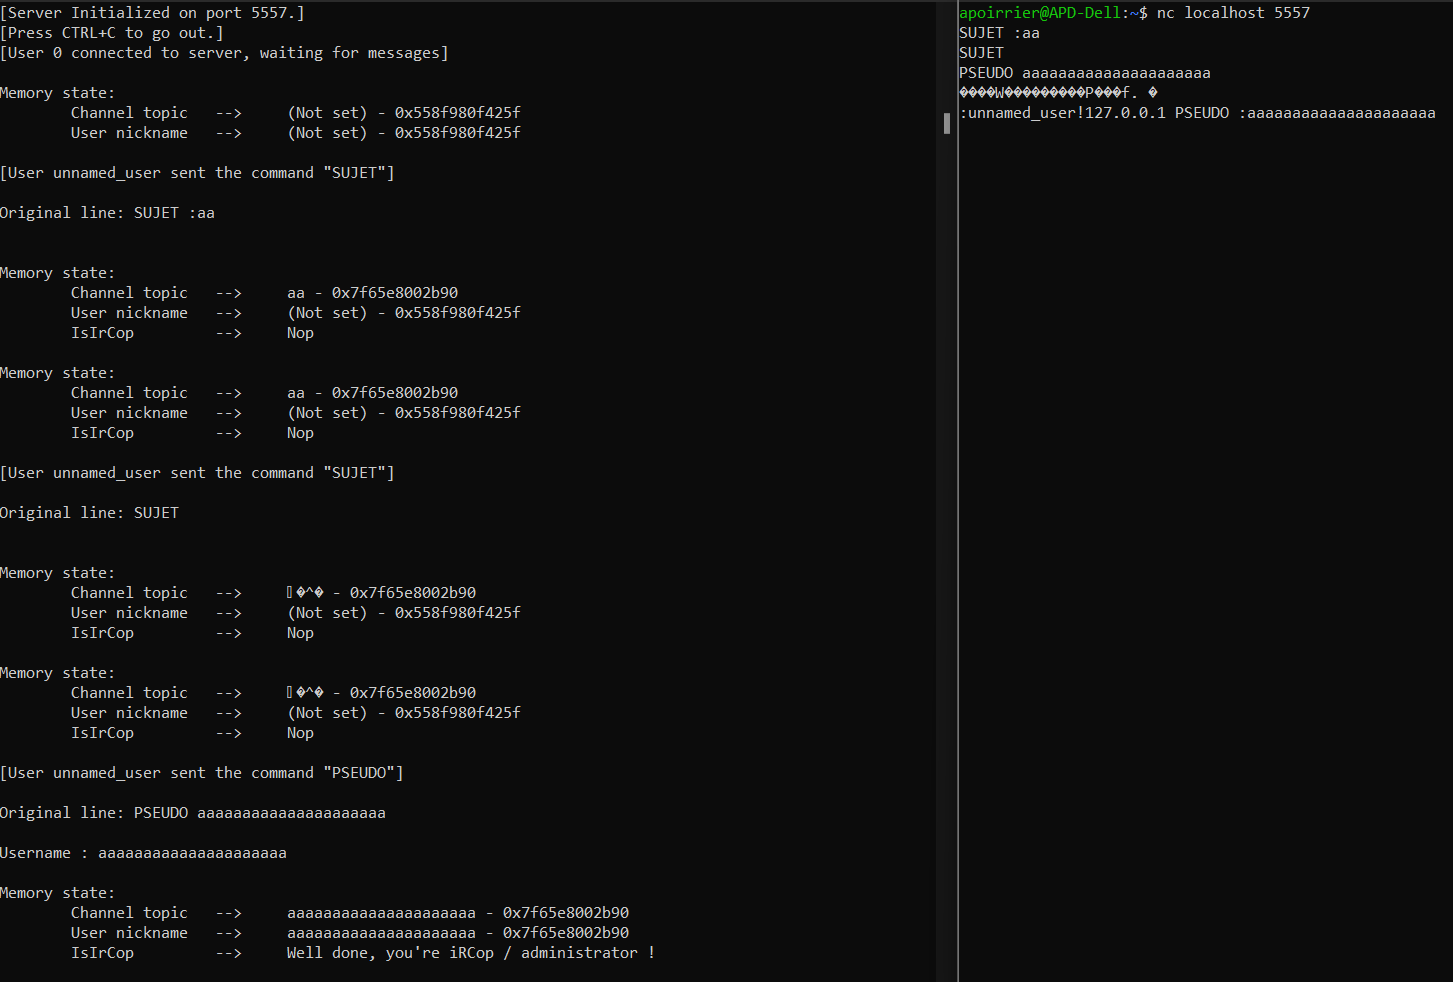 [Server Initialized on port 5557.]
[Press CTRL+C to go out.]
[User 0 connected to server, waiting for messages]
Memory state:
Channel topic --> (Not set) - 0x558f980f425f
User nickname --> (Not set) - 0x558f980f425f
[User unnamed_user sent the command "SUJET"]
Original line: SUJET :aa
Memory state:
Channel topic --> aa - 0x7f65e8002b90
User nickname --> (Not set) - 0x558f980f425f
IsIrCop --> Nop
Memory state:
Channel topic --> aa - 0x7f65e8002b90
User nickname --> (Not set) - 0x558f980f425f
IsIrCop --> Nop
[User unnamed_user sent the command "SUJET"]
Original line: SUJET
Memory state:
Channel topic --> �^� - 0x7f65e8002b90
User nickname --> (Not set) - 0x558f980f425f
IsIrCop --> Nop
Memory state:
Channel topic --> �^� - 0x7f65e8002b90
User nickname --> (Not set) - 0x558f980f425f
IsIrCop --> Nop
[User unnamed_user sent the command "PSEUDO"]
Original line: PSEUDO aaaaaaaaaaaaaaaaaaaaa
Username : aaaaaaaaaaaaaaaaaaaaa
Memory state:
Channel topic --> aaaaaaaaaaaaaaaaaaaaa - 0x7f65e8002b90
User nickname --> aaaaaaaaaaaaaaaaaaaaa - 0x7f65e8002b90
IsIrCop --> Well done, you're iRCop / administrator !
apoirrier@APD-Dell:~$ nc localhost 5557
SUJET :aa
SUJET
PSEUDO aaaaaaaaaaaaaaaaaaaaa
����W���������P���f. �
:unnamed_user!127.0.0.1 PSEUDO :aaaaaaaaaaaaaaaaaaaaa